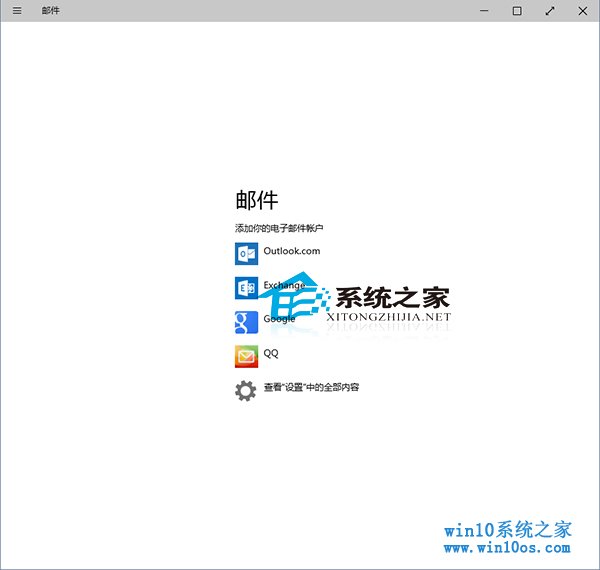 邮件
邮件
添加你的电子邮件帐户
Outlook.com
Exchange
系统之家
XITONGZHIJIA.NET
Google
QQ
查看"设置"中的全部内容
win10系统之家
www.win10os.com